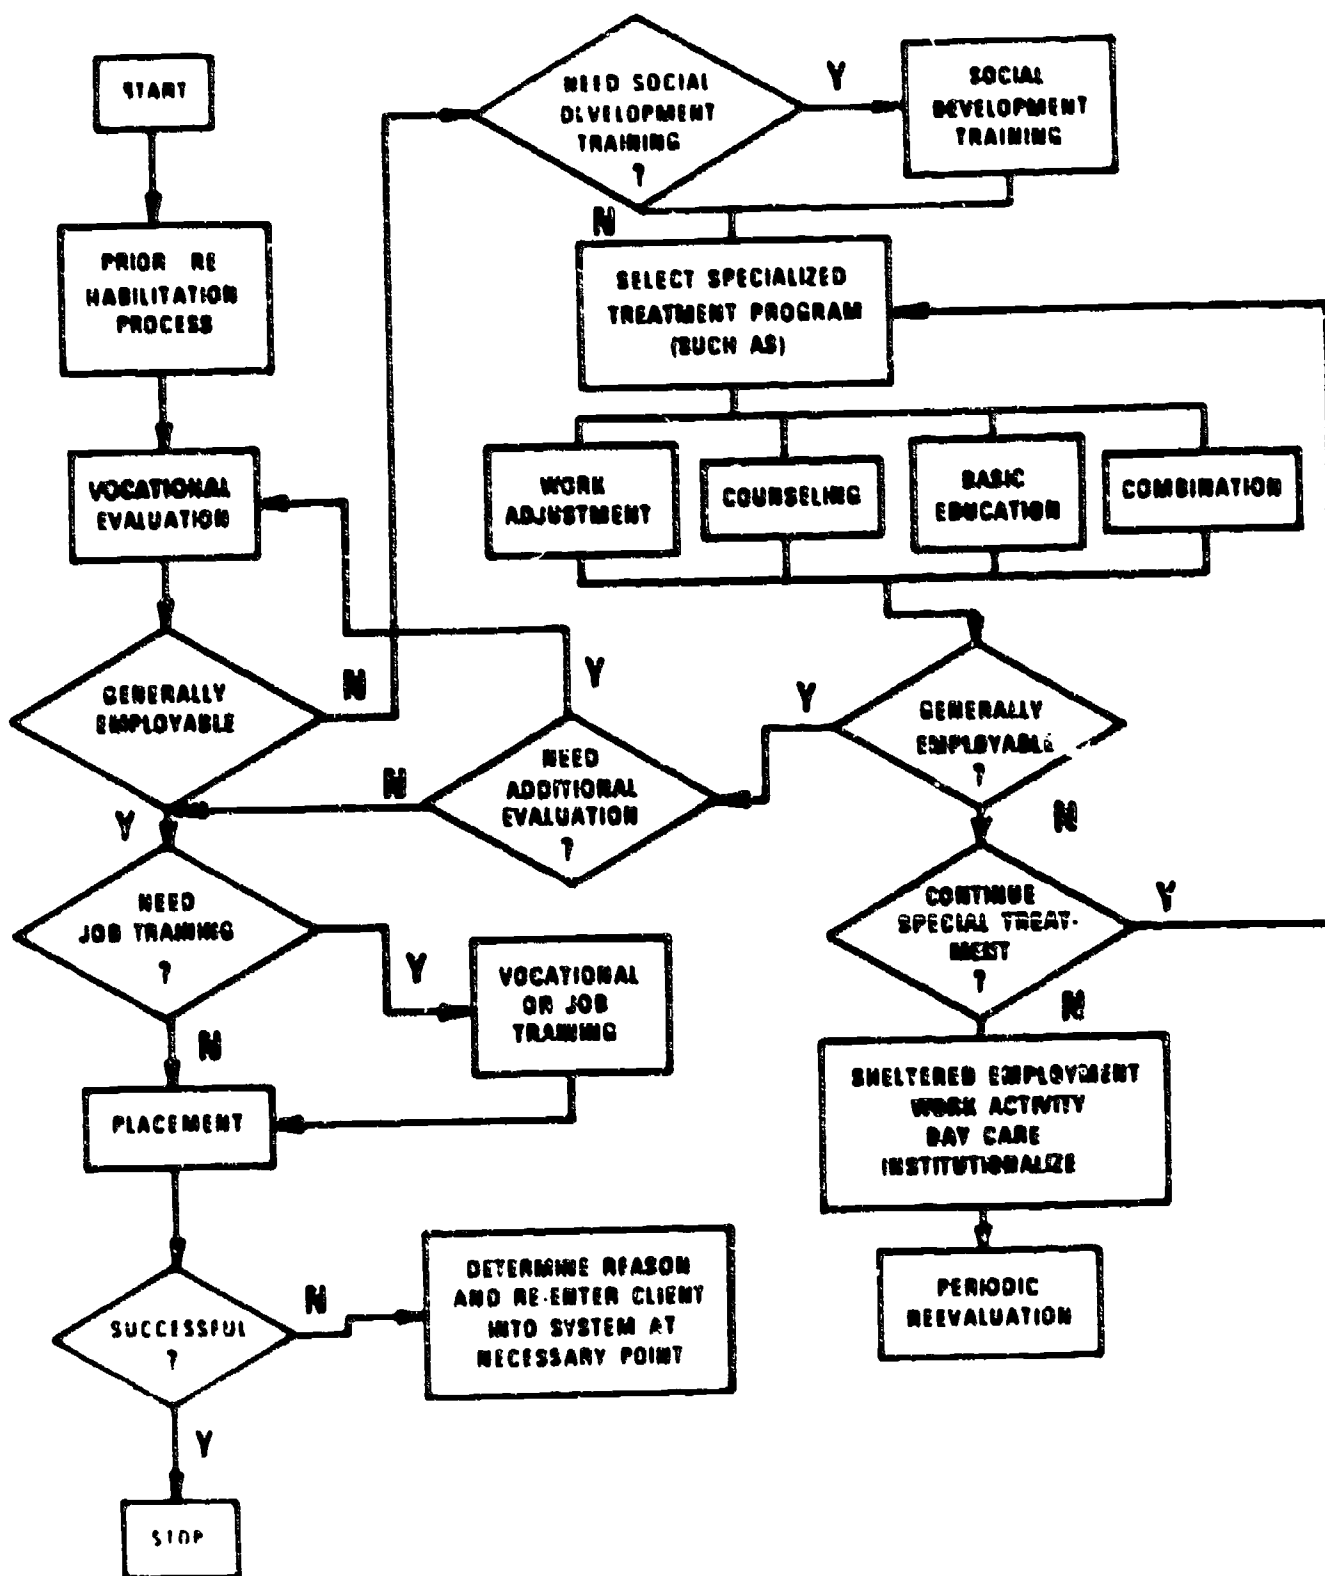 START
PRIOR RE
HABILITATION
PROCESS
VOCATIONAL
EVALUATION
GENERALLY
EMPLOYABLE
N
Y
NEED
JOB TRAINING
?
Y
N
VOCATIONAL
OR JOB
TRAINING
PLACEMENT
SUCCESSFUL
?
N
DETERMINE REASON
AND RE-ENTER CLIENT
INTO SYSTEM AT
NECESSARY POINT
Y
STOP
NEED SOCIAL
DEVELOPMENT
TRAINING
?
Y
SOCIAL
DEVELOPMENT
TRAINING
N
SELECT SPECIALIZED
TREATMENT PROGRAM
(SUCH AS)
WORK
ADJUSTMENT
COUNSELING
BASIC
EDUCATION
COMBINATION
GENERALLY
EMPLOYABLE
?
Y
N
NEED
ADDITIONAL
EVALUATION
?
Y
N
CONTINUE
SPECIAL TREAT-
MENT
?
Y
N
SHELTERED EMPLOYMENT
WORK ACTIVITY
DAY CARE
INSTITUTIONALIZE
PERIODIC
REEVALUATION